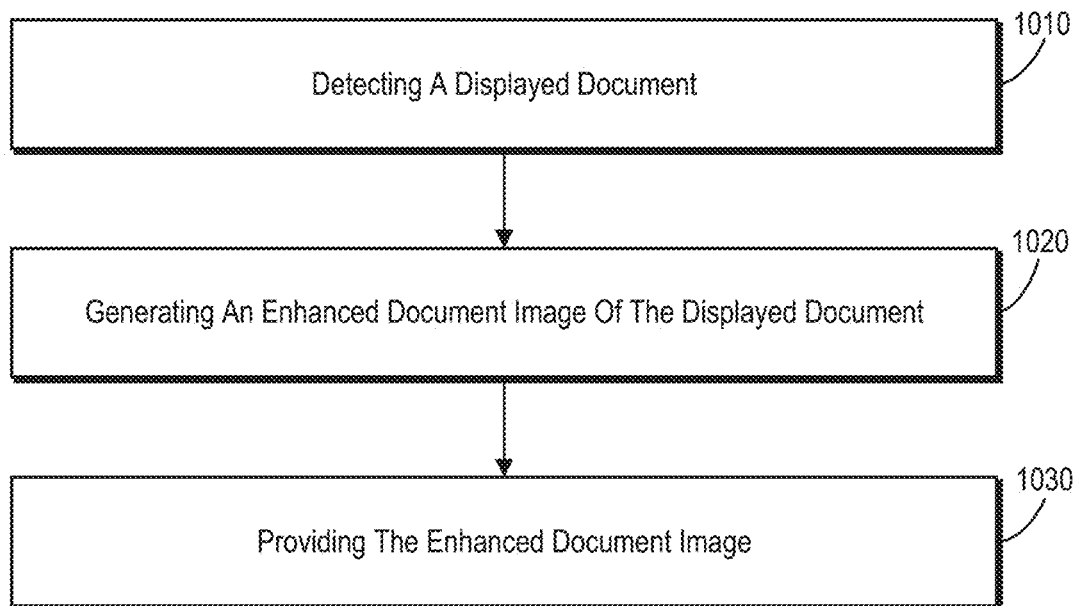 1010
Detecting A Displayed Document
1020
Generating An Enhanced Document Image Of The Displayed Document
1030
Providing The Enhanced Document Image